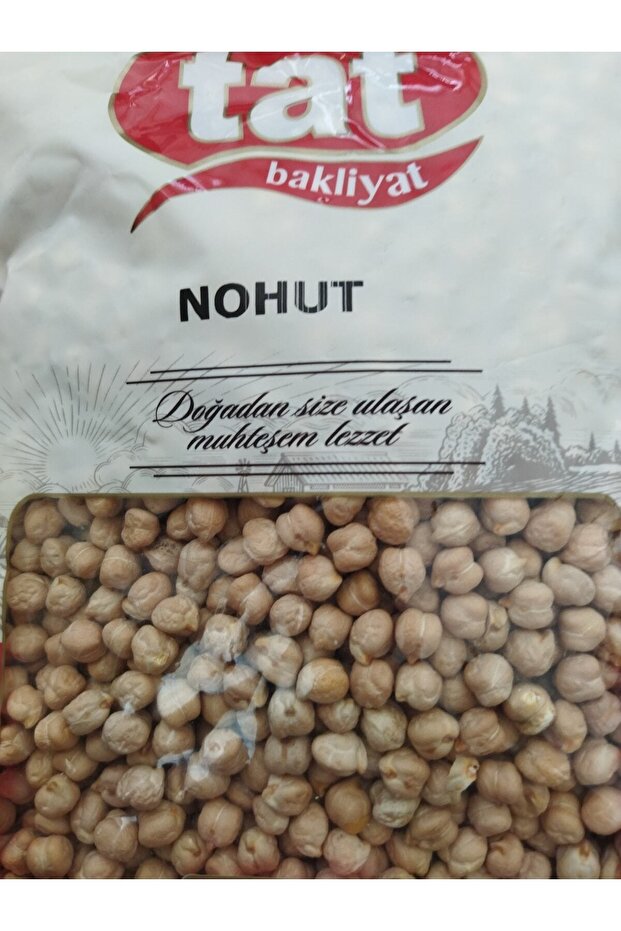 tat
bakliyat
NOHUT
Doğadan size ulaşan
muhteşem lezzet